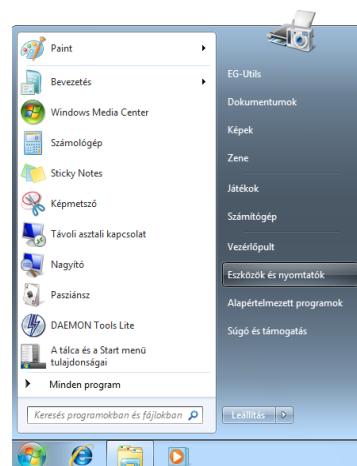 Paint
Bevezetés
Windows Media Center
Számológép
Sticky Notes
Képmetsző
Távoli asztali kapcsolat
Nagyító
Pasziánsz
DAEMON Tools Lite
A tálca és a Start menü
tulajdonságai
Minden program
Keresés programokban és fájlokban
EG-Utils
Dokumentumok
Képek
Zene
Játékok
Számítógép
Vezérlőpult
Eszközök és nyomtatók
Alapértelmezett programok
Súgó és támogatás
Leállítás